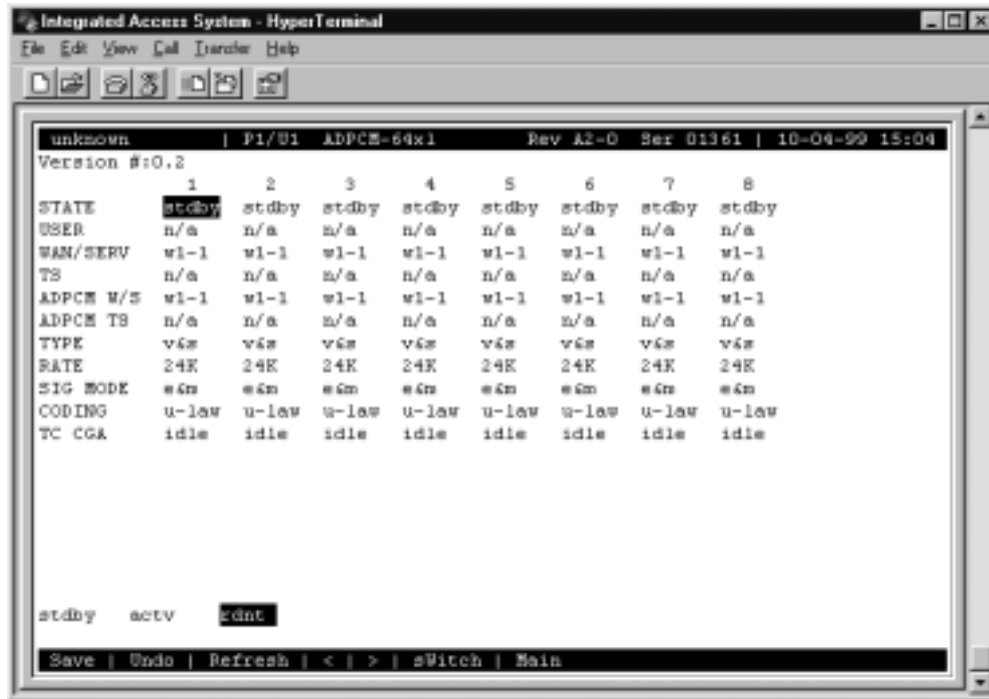 Integrated Access System - HyperTerminal
File Edit View Call Transfer Help
unknown | P1/U1 ADPCM-64x1 Rev A2-0 Ser 01361 | 10-04-99 15:04
Version #:0.2
1 2 3 4 5 6 7 8
STATE stdby stdby stdby stdby stdby stdby stdby stdby
USER n/a n/a n/a n/a n/a n/a n/a n/a
WAN/SERV w1-1 w1-1 w1-1 w1-1 w1-1 w1-1 w1-1 w1-1
TS n/a n/a n/a n/a n/a n/a n/a n/a
ADPCM W/S w1-1 w1-1 w1-1 w1-1 w1-1 w1-1 w1-1 w1-1
ADPCM TS n/a n/a n/a n/a n/a n/a n/a n/a
TYPE v&s v&s v&s v&s v&s v&s v&s v&s
RATE 24K 24K 24K 24K 24K 24K 24K 24K
SIG MODE e&m e&m e&m e&m e&m e&m e&m e&m
CODING u-law u-law u-law u-law u-law u-law u-law u-law
TC CGA idle idle idle idle idle idle idle idle
stdby actv rdnt
Save | Undo | Refresh | < | > | sWitch | Main